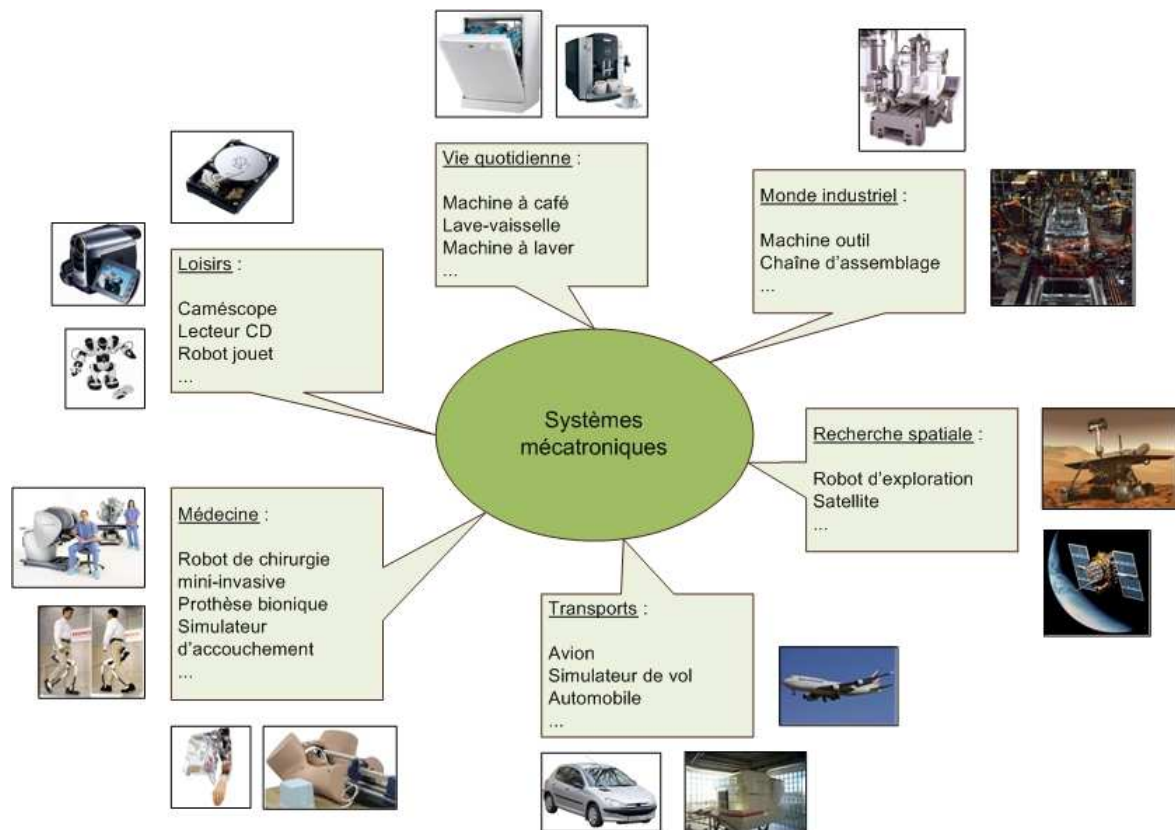 Vie quotidienne :
Machine à café
Lave-vaisselle
Machine à laver
...
Monde industriel :
Machine outil
Chaîne d'assemblage
...
Loisirs :
Caméscope
Lecteur CD
Robot jouet
...
Systèmes
mécatroniques
Recherche spatiale :
Robot d'exploration
Satellite
...
Médecine :
Robot de chirurgie
mini-invasive
Prothèse bionique
Simulateur
d'accouchement
...
Transports :
Avion
Simulateur de vol
Automobile
...